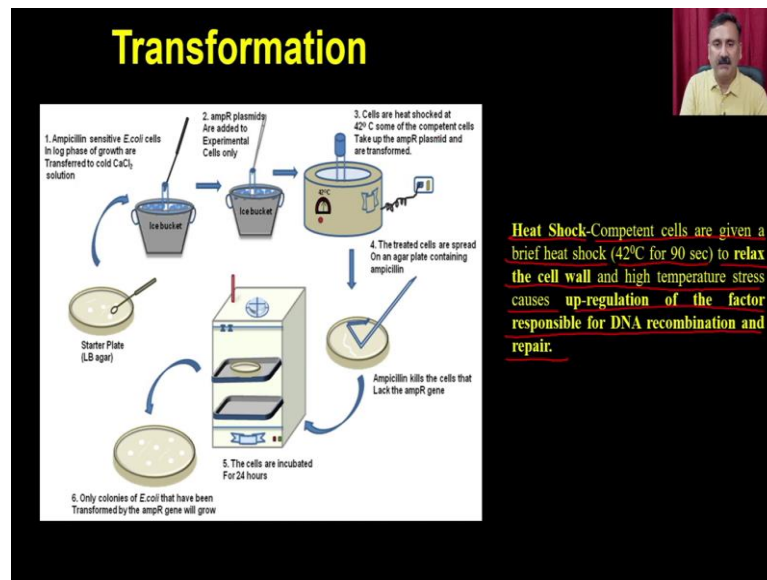 Transformation
1. Ampicillin sensitive E.coli cells
In log phase of growth are
Transferred to cold CaCl₂
solution
2. ampR plasmids
Are added to
Experimental
Cells only
3. Cells are heat shocked at
42⁰ C some of the competent cells
Take up the ampR plasmid and
are transformed.
Ice bucket
Ice bucket
42⁰C
4. The treated cells are spread
On an agar plate containing
ampicillin
Starter Plate
(LB agar)
Ampicillin kills the cells that
Lack the ampR gene
5. The cells are incubated
For 24 hours
6. Only colonies of E.coli that have been
Transformed by the ampR gene will grow
Heat Shock-Competent cells are given a
brief heat shock (42⁰C for 90 sec) to relax
the cell wall and high temperature stress
causes up-regulation of the factor
responsible for DNA recombination and
repair.